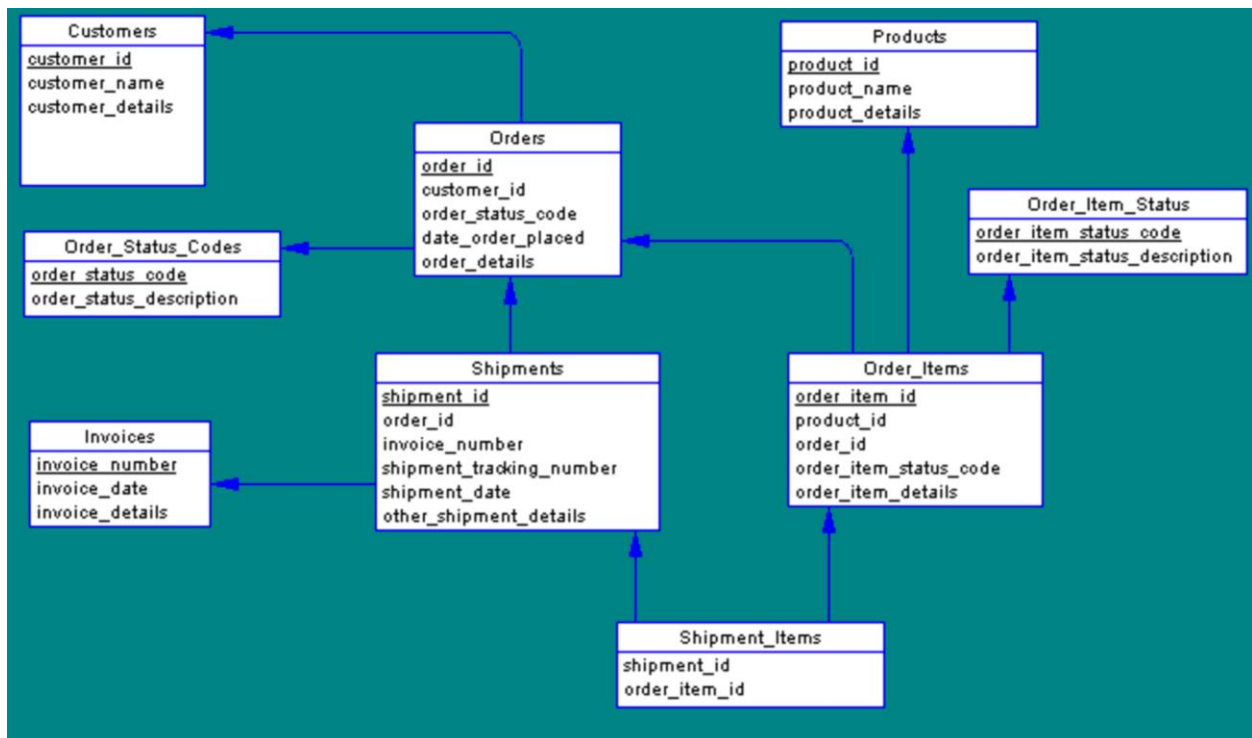 Customers
customer_id
customer_name
customer_details
Products
product_id
product_name
product_details
Orders
order_id
customer_id
order_status_code
date_order_placed
order_details
Order_Item_Status
order_item_status_code
order_item_status_description
Order_Status_Codes
order_status_code
order_status_description
Shipments
shipment_id
order_id
invoice_number
shipment_tracking_number
shipment_date
other_shipment_details
Order_Items
order_item_id
product_id
order_id
order_item_status_code
order_item_details
Invoices
invoice_number
invoice_date
invoice_details
Shipment_Items
shipment_id
order_item_id